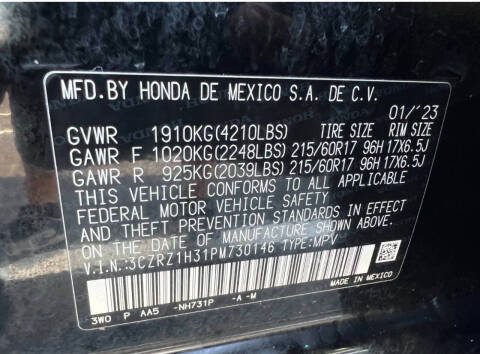 MFD.BY HONDA DE MEXICO S.A. DE C.V.
01/'23
GVWR 1910KG(4210LBS) TIRE SIZE RIM SIZE
GAWR F 1020KG(2248LBS) 215/60R17 96H 17X6.5J
GAWR R 925KG(2039LBS) 215/60R17 96H 17X6.5J
THIS VEHICLE CONFORMS TO ALL APPLICABLE
FEDERAL MOTOR VEHICLE SAFETY
AND THEFT PREVENTION STANDARDS IN EFFECT
ON THE DATE OF MANUFACTURE SHOWN ABOVE.
V.I.N.:3CZRZ1H31PM730146 TYPE:MPV
3WO P AA5 -NH731P -A -M
MADE IN MEXICO